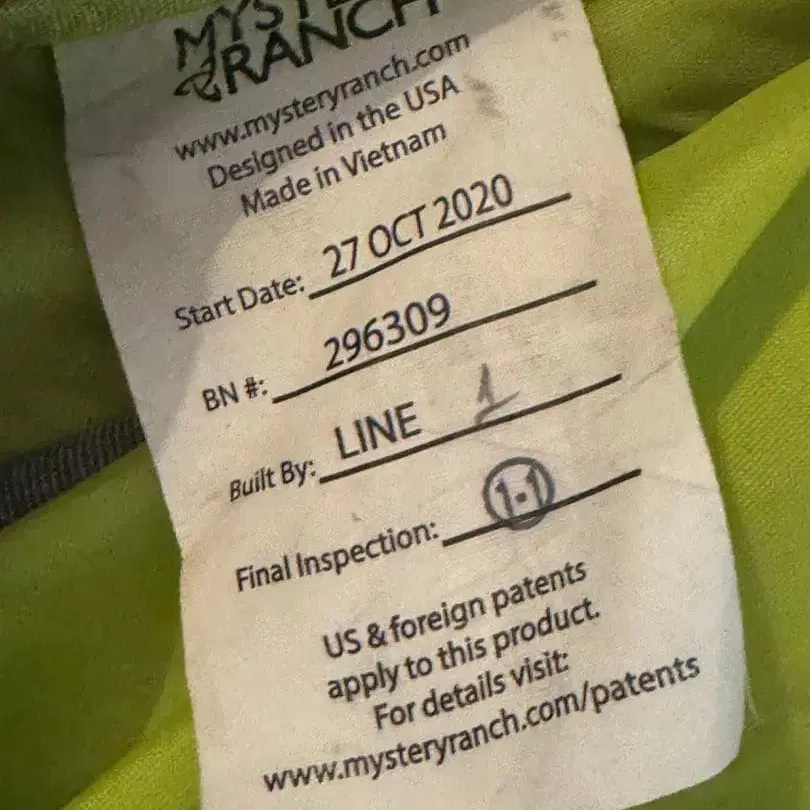 MYSTERY
RANCH
www.mysteryranch.com
Designed in the USA
Made in Vietnam
Start Date: 27 OCT 2020
BN #: 296309
Built By: LINE 1
Final Inspection: 1-1
US & foreign patents
apply to this product.
For details visit:
www.mysteryranch.com/patents